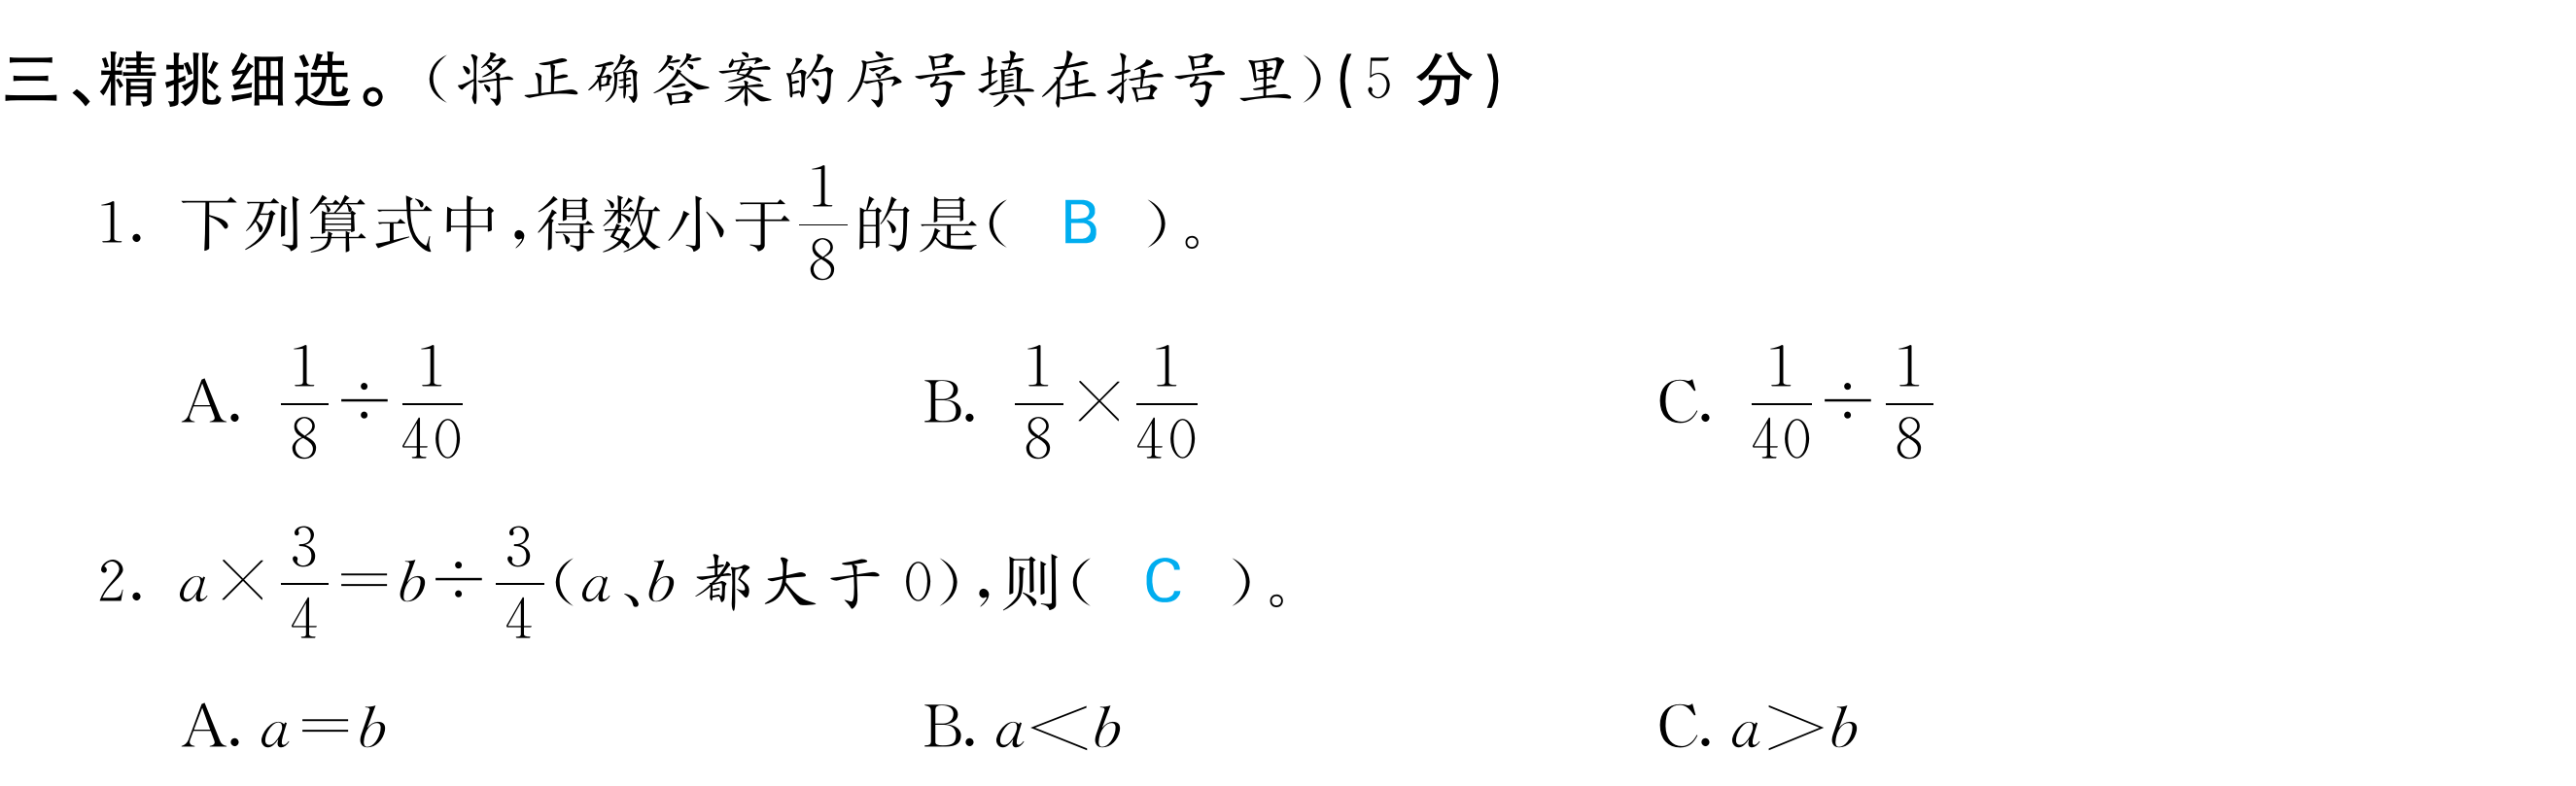 三、精挑细选。(将正确答案的序号填在括号里)(5 分)
1. 下列算式中,得数小于1/8的是( B )。
A. 1/8÷1/40 B. 1/8×1/40 C. 1/40÷1/8
2. a×3/4=b÷3/4(a、b 都大于 0),则( C )。
A. a=b B. a<b C. a>b